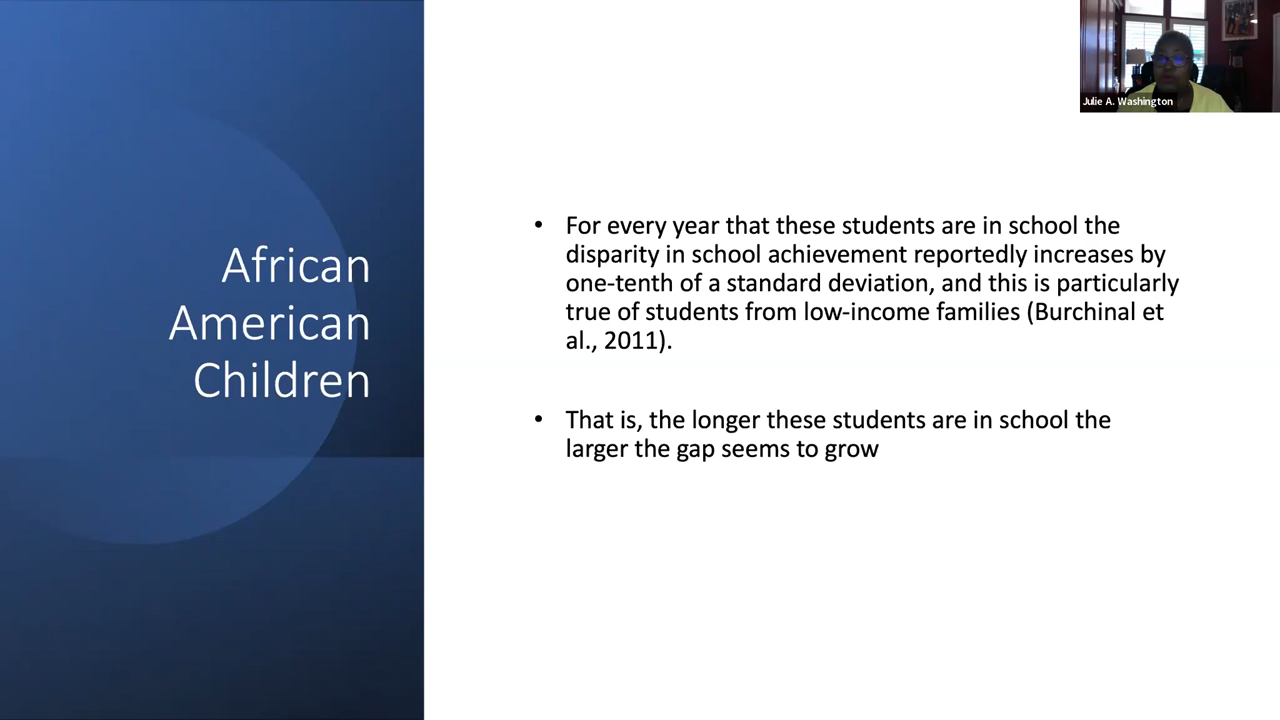 African
American
Children
• For every year that these students are in school the
disparity in school achievement reportedly increases by
one-tenth of a standard deviation, and this is particularly
true of students from low-income families (Burchinal et
al., 2011).
• That is, the longer these students are in school the
larger the gap seems to grow
Julie A. Washington